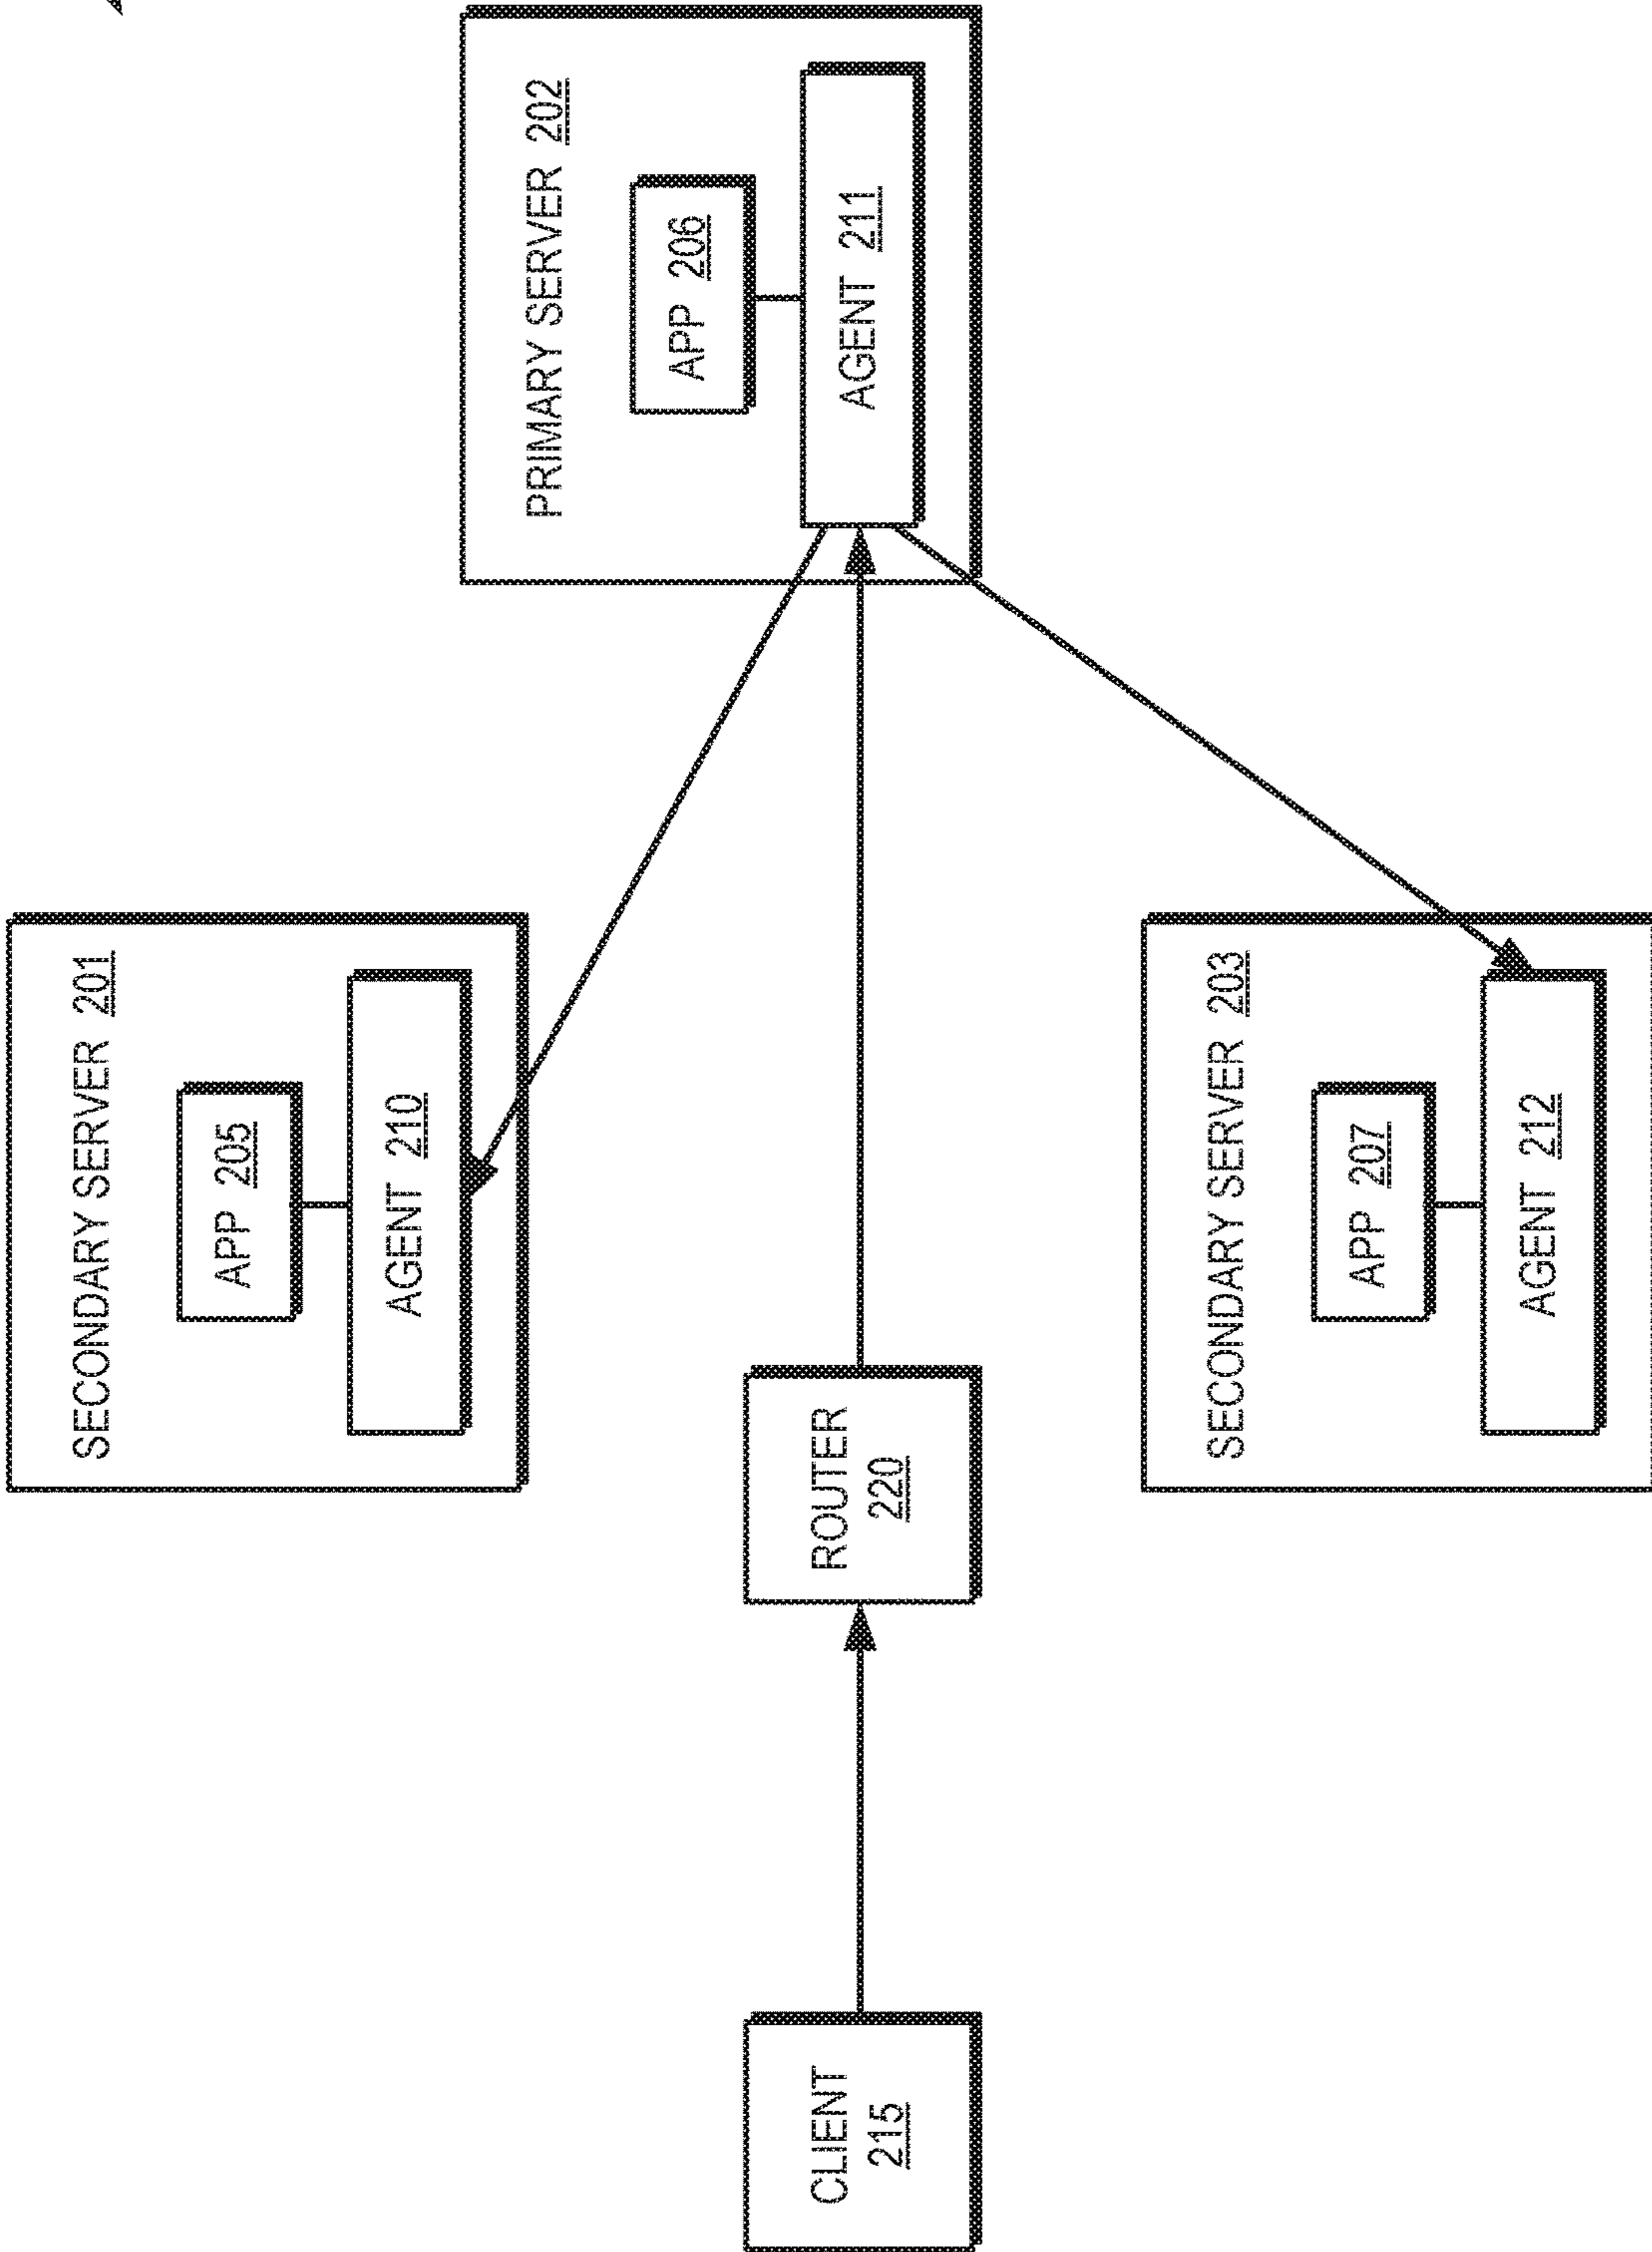 SECONDARY SERVER 201
APP 205
AGENT 210
PRIMARY SERVER 202
APP 206
AGENT 211
CLIENT
215
ROUTER
220
SECONDARY SERVER 203
APP 207
AGENT 212